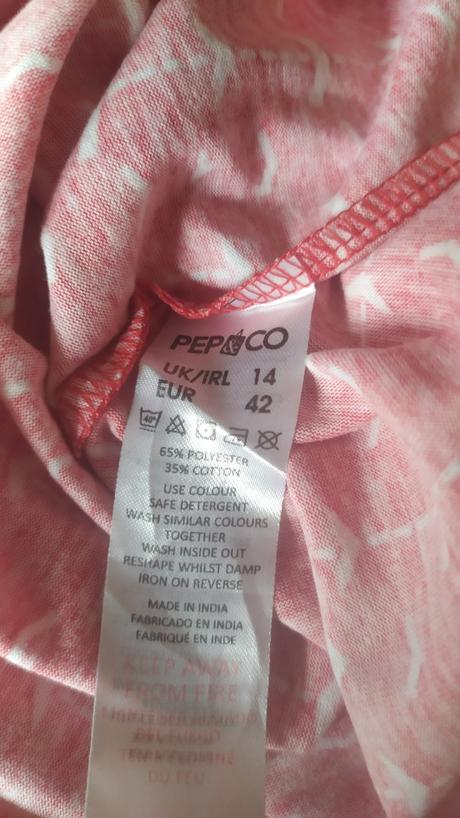 PEP&CO
UK/IRL 14
EUR 42
40°
65% POLYESTER
35% COTTON
USE COLOUR
SAFE DETERGENT
WASH SIMILAR COLOURS
TOGETHER
WASH INSIDE OUT
RESHAPE WHILST DAMP
IRON ON REVERSE
MADE IN INDIA
FABRICADO EN INDIA
FABRIQUÉ EN INDE
KEEP AWAY
FROM FIRE
DU FEU